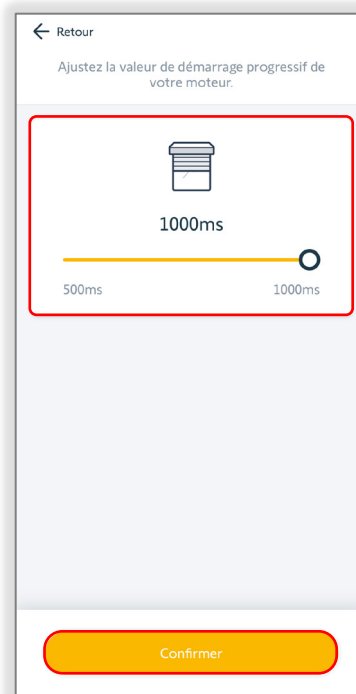 Retour
Ajustez la valeur de démarrage progressif de
votre moteur.
1000ms
500ms 1000ms
Confirmer